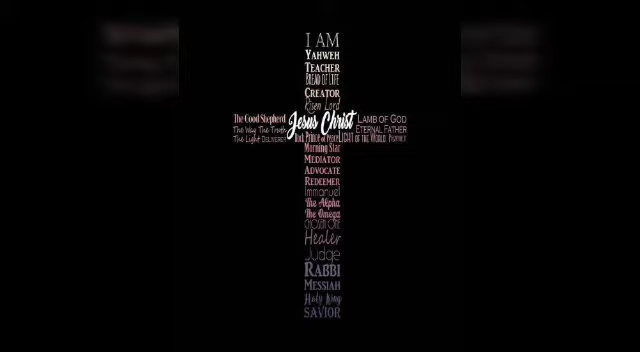 I AM
YAHWEH
TEACHER
BREAD OF LIFE
CREATOR
Risen Lord
The Good Shepherd Jesus Christ LAMB OF GOD
The Way The Truth ETERNAL FATHER
The Light DELIVERER Prince of Peace LIGHT OF THE WORLD PROPHET
Morning Star
MEDIATOR
ADVOCATE
REDEEMER
Immanuel
The Alpha
The Omega
CHOSEN ONE
Healer
Judge
RABBI
MESSIAH
Holy King
SAVIOR